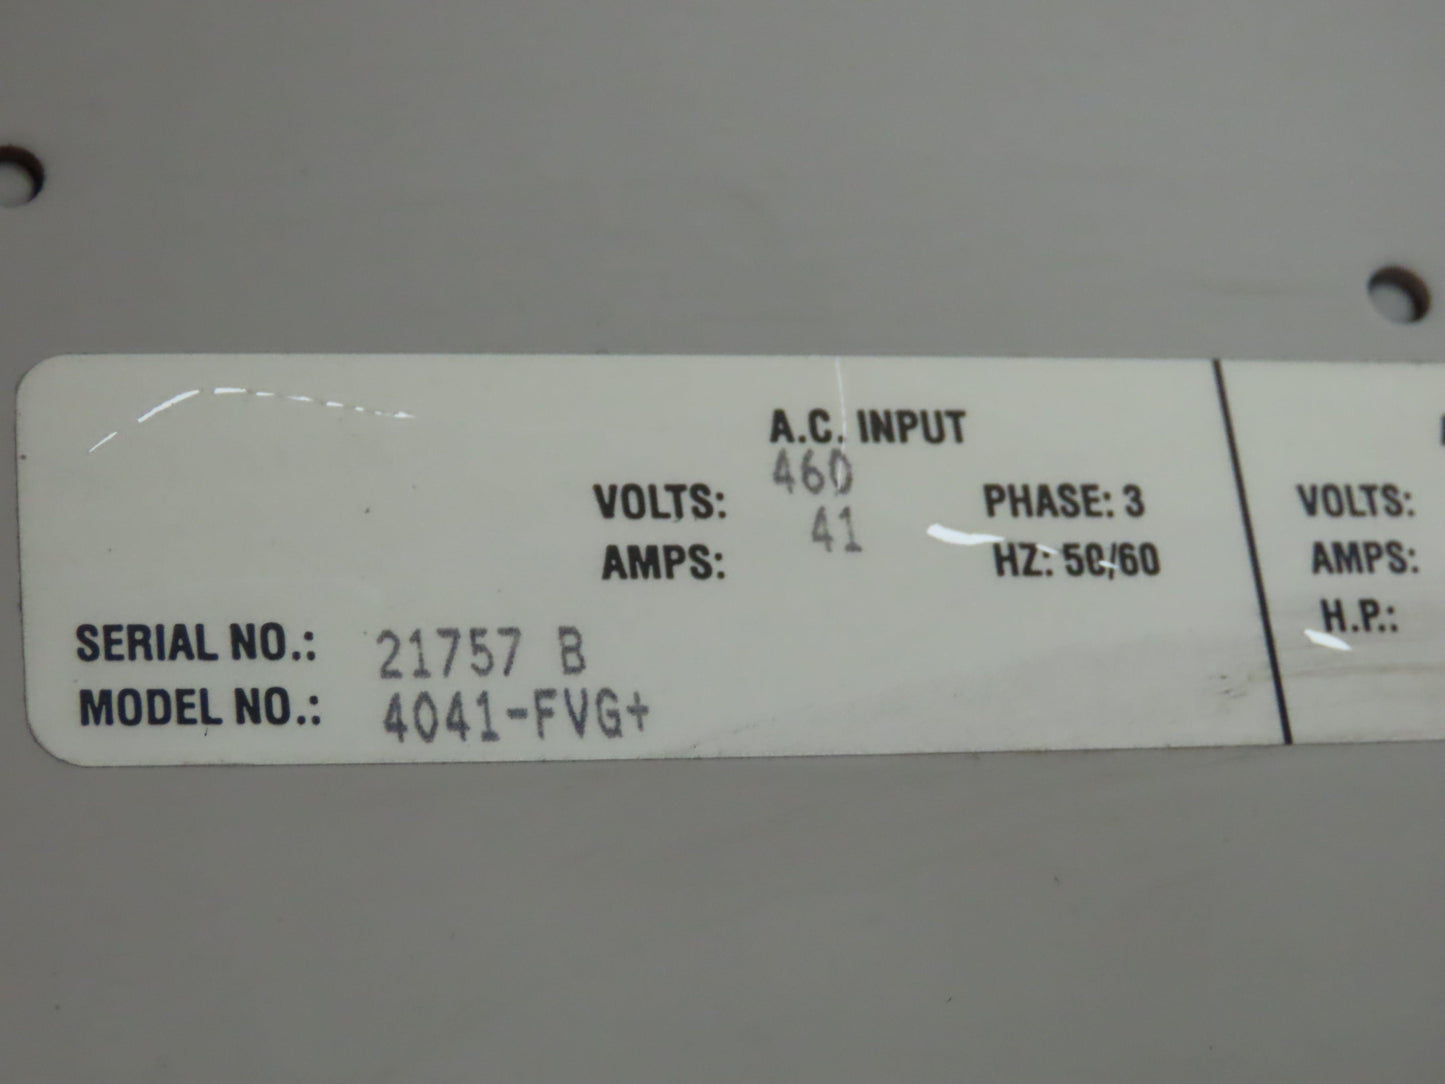 A.C. INPUT
VOLTS: 460 PHASE: 3
AMPS: 41 HZ: 50/60
SERIAL NO.: 21757 B
MODEL NO.: 4041-FVG+
VOLTS:
AMPS:
H.P.: